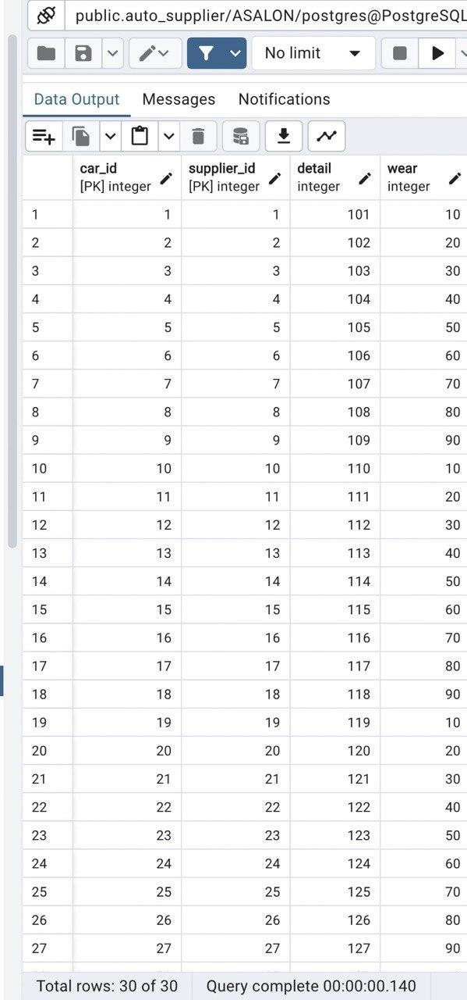 public.auto_supplier/ASALON/postgres@PostgreSQL
No limit
Data Output Messages Notifications
car_id supplier_id detail wear
[PK] integer [PK] integer integer integer
1 1 1 101 10
2 2 2 102 20
3 3 3 103 30
4 4 4 104 40
5 5 5 105 50
6 6 6 106 60
7 7 7 107 70
8 8 8 108 80
9 9 9 109 90
10 10 10 110 10
11 11 11 111 20
12 12 12 112 30
13 13 13 113 40
14 14 14 114 50
15 15 15 115 60
16 16 16 116 70
17 17 17 117 80
18 18 18 118 90
19 19 19 119 10
20 20 20 120 20
21 21 21 121 30
22 22 22 122 40
23 23 23 123 50
24 24 24 124 60
25 25 25 125 70
26 26 26 126 80
27 27 27 127 90
Total rows: 30 of 30 Query complete 00:00:00.140